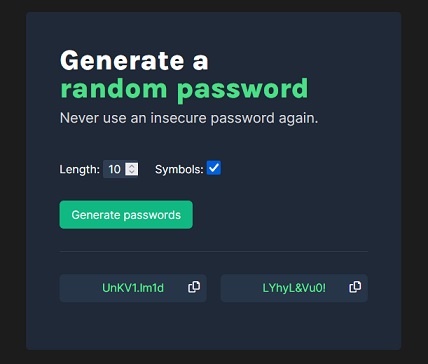 Generate a
random password
Never use an insecure password again.
Length: 10 Symbols:
Generate passwords
UnKV1.Im1d LYhyL&Vu0!